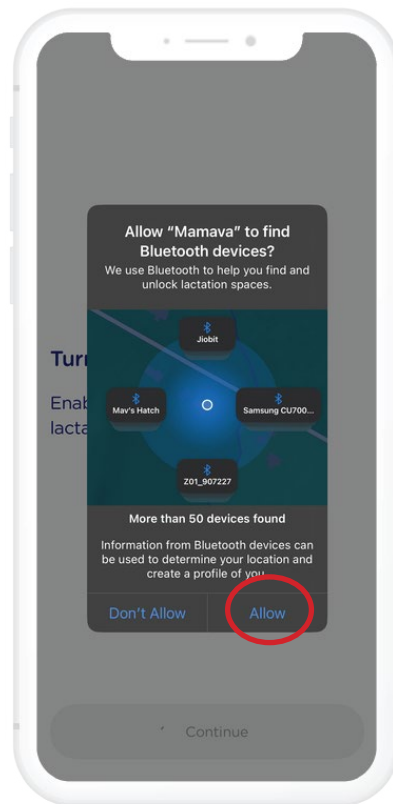 Allow “Mamava” to find
Bluetooth devices?
We use Bluetooth to help you find and
unlock lactation spaces.
Jiobit
Mav's Hatch
Samsung CU700...
Z01_907227
Turn
Enab
lacta
More than 50 devices found
Information from Bluetooth devices can
be used to determine your location and
create a profile of you.
Don't Allow
Allow
Continue